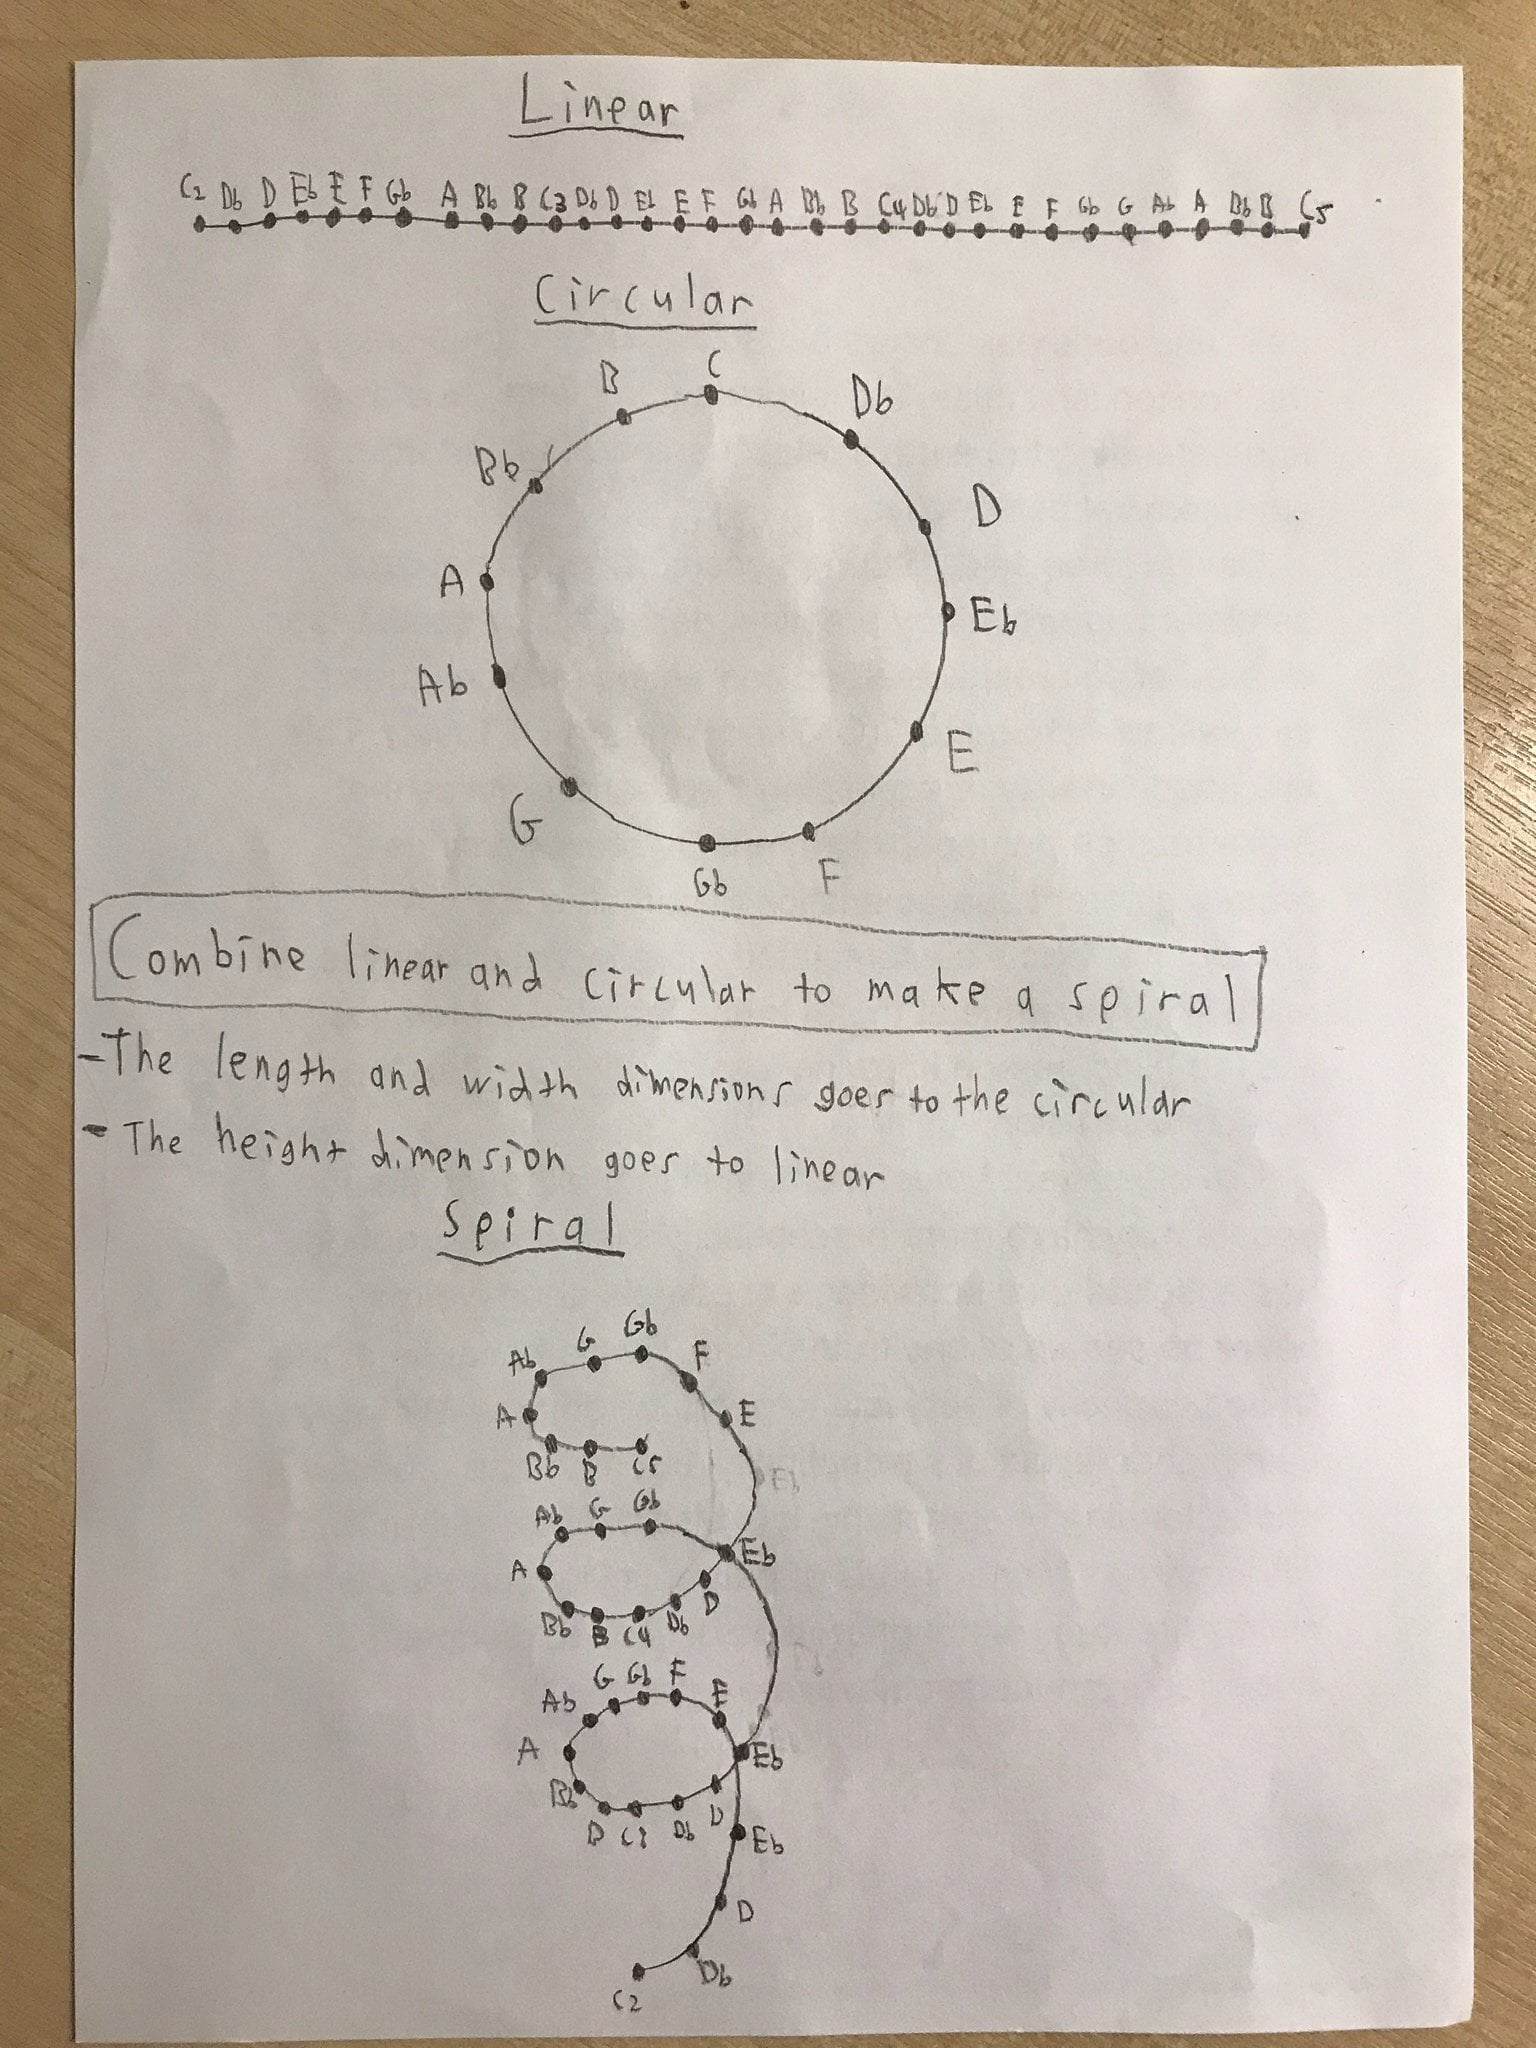 Linear
C2 Db D Eb E F Gb A Bb B C3 Db D Eb E F Gb A Bb B C4 Db D Eb E F Gb G Ab A Bb B C5
Circular
C
B
Db
Bb
D
A
Eb
Ab
E
G
F
Gb
Combine linear and circular to make a spiral
-The length and width dimensions goes to the circular
- The height dimension goes to linear
Spiral
Ab G Gb F
A E
Bb B C5
Eb
Ab G Gb
A Eb
Bb B C4 Db D
Ab G Gb F E
A Eb
Bb B C3 Db D
Eb
D
Db
C2